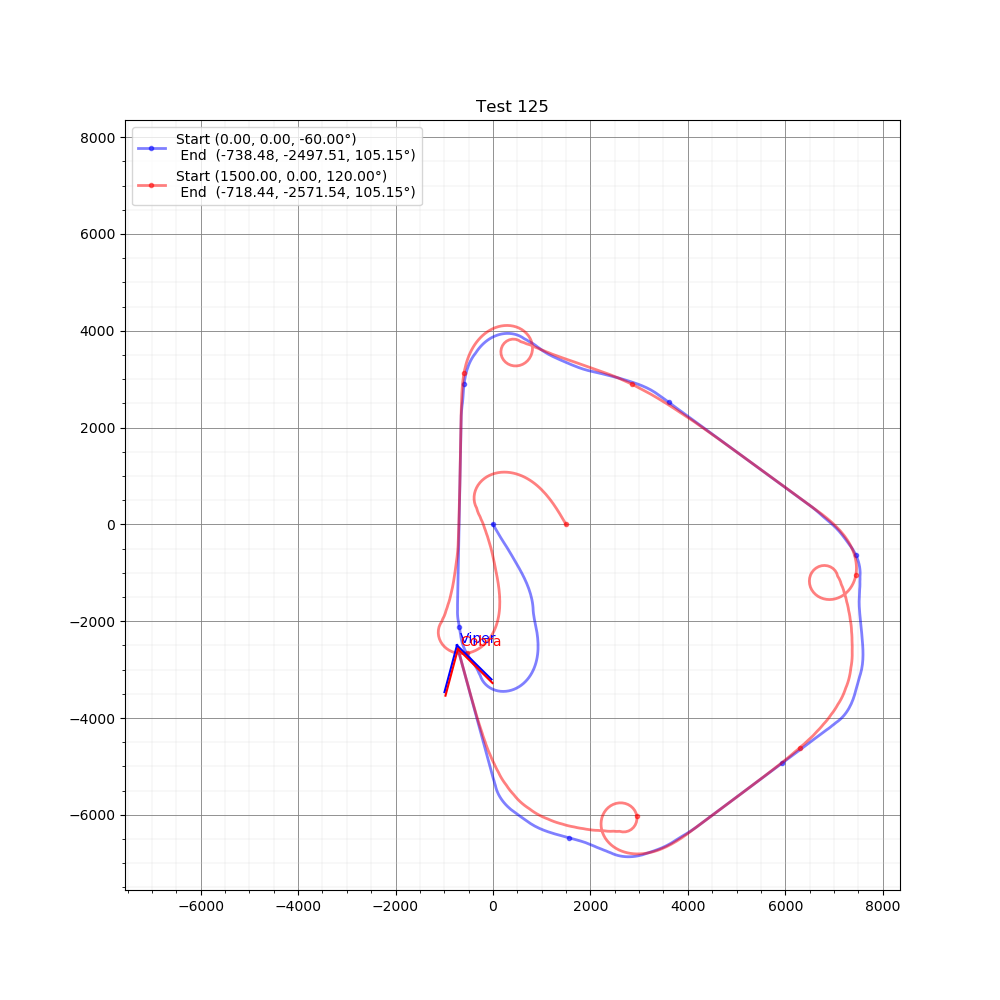 Test 125
Start (0.00, 0.00, -60.00°)
End (-738.48, -2497.51, 105.15°)
Start (1500.00, 0.00, 120.00°)
End (-718.44, -2571.54, 105.15°)
8000
6000
4000
2000
0
−2000
−4000
−6000
Viper
Cobra
−6000 −4000 −2000 0 2000 4000 6000 8000